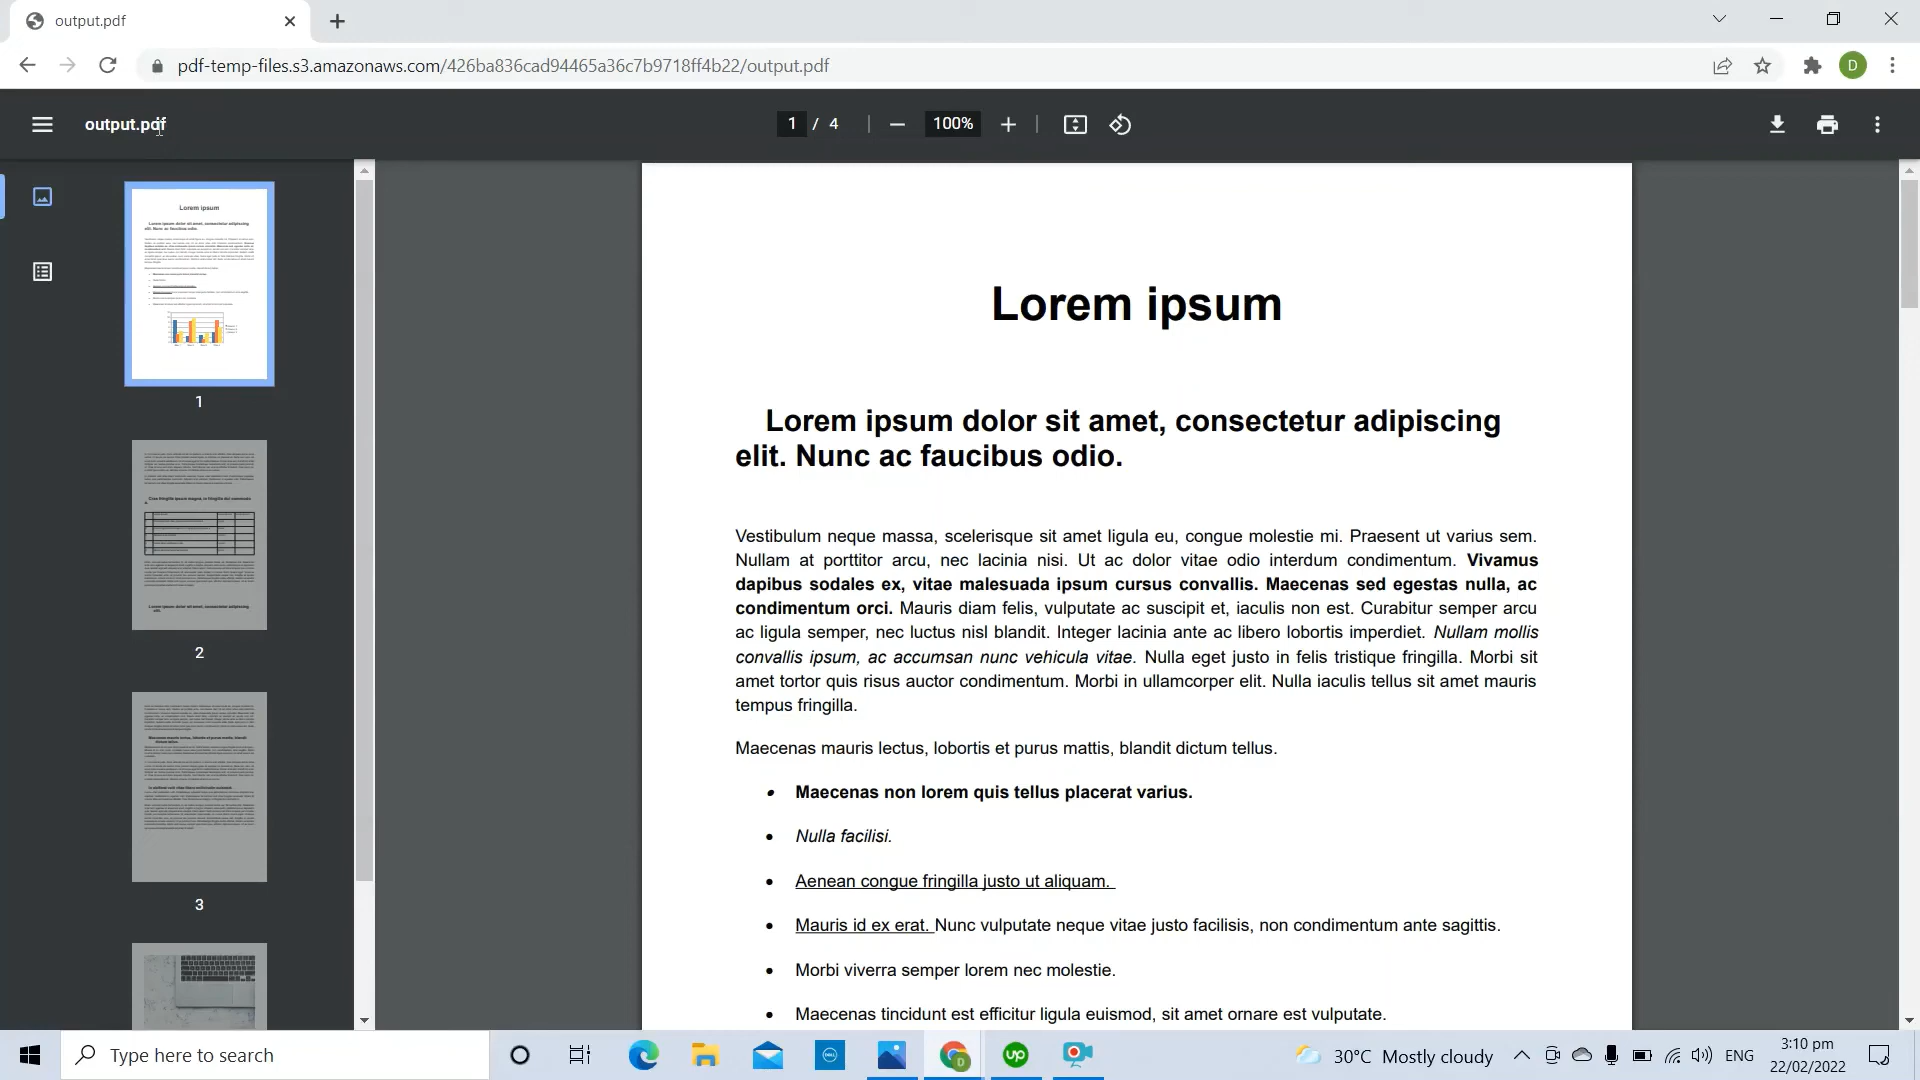 output.pdf
pdf-temp-files.s3.amazonaws.com/426ba836cad94465a36c7b9718ff4b22/output.pdf
D
output.pdf
1 / 4
100%
Lorem ipsum
1
2
3
Lorem ipsum
Lorem ipsum dolor sit amet, consectetur adipiscing
elit. Nunc ac faucibus odio.
Vestibulum neque massa, scelerisque sit amet ligula eu, congue molestie mi. Praesent ut varius sem.
Nullam at porttitor arcu, nec lacinia nisi. Ut ac dolor vitae odio interdum condimentum. Vivamus
dapibus sodales ex, vitae malesuada ipsum cursus convallis. Maecenas sed egestas nulla, ac
condimentum orci. Mauris diam felis, vulputate ac suscipit et, iaculis non est. Curabitur semper arcu
ac ligula semper, nec luctus nisl blandit. Integer lacinia ante ac libero lobortis imperdiet. Nullam mollis
convallis ipsum, ac accumsan nunc vehicula vitae. Nulla eget justo in felis tristique fringilla. Morbi sit
amet tortor quis risus auctor condimentum. Morbi in ullamcorper elit. Nulla iaculis tellus sit amet mauris
tempus fringilla.
Maecenas mauris lectus, lobortis et purus mattis, blandit dictum tellus.
• Maecenas non lorem quis tellus placerat varius.
• Nulla facilisi.
• Aenean congue fringilla justo ut aliquam.
• Mauris id ex erat. Nunc vulputate neque vitae justo facilisis, non condimentum ante sagittis.
• Morbi viverra semper lorem nec molestie.
• Maecenas tincidunt est efficitur ligula euismod, sit amet ornare est vulputate.
Type here to search
DELL
up
30°C Mostly cloudy
ENG
3:10 pm
22/02/2022